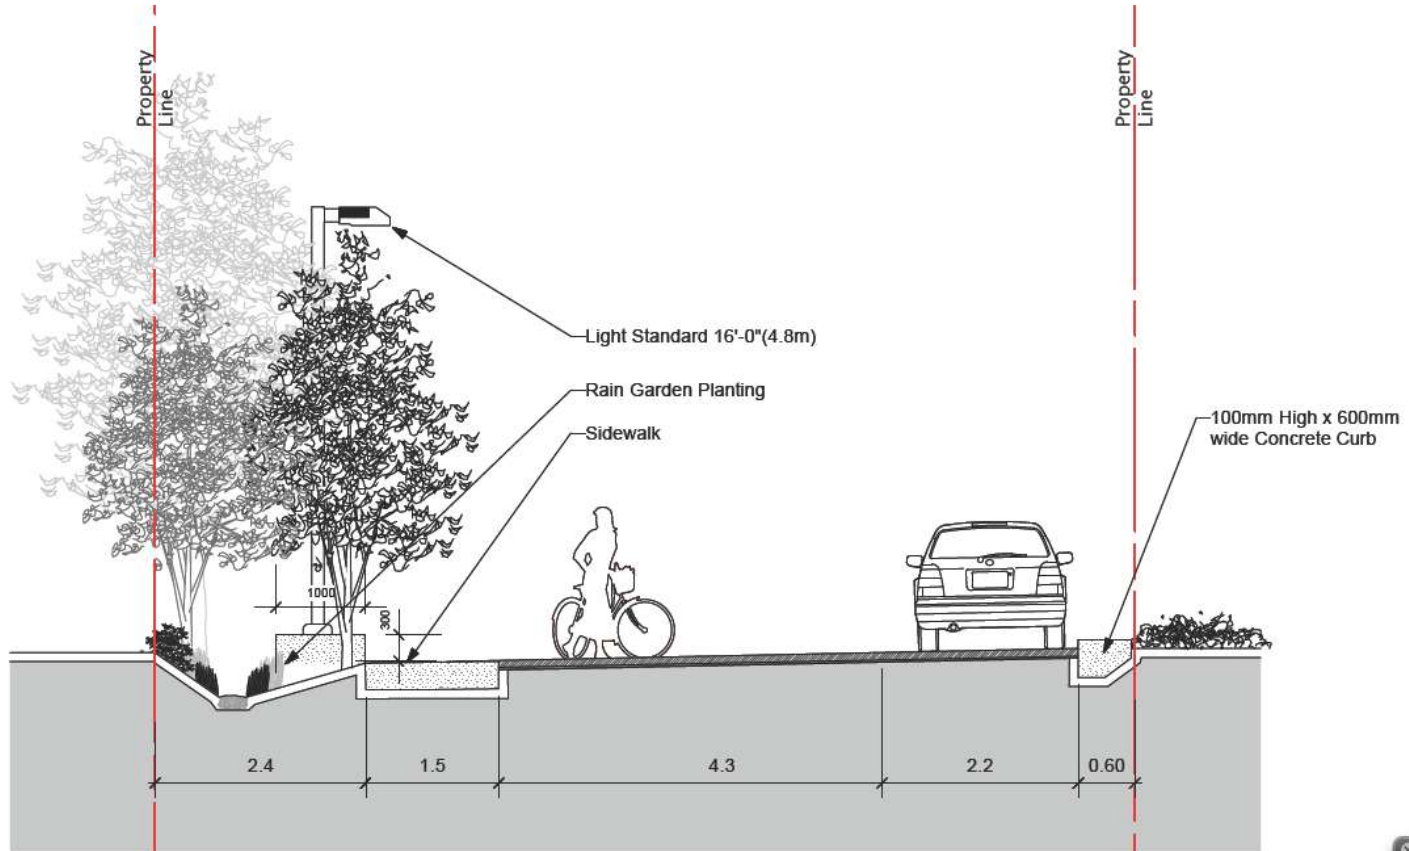 Property
Line
Property
Line
Light Standard 16'-0"(4.8m)
Rain Garden Planting
Sidewalk
100mm High x 600mm
wide Concrete Curb
1000
300
2.4
1.5
4.3
2.2
0.60